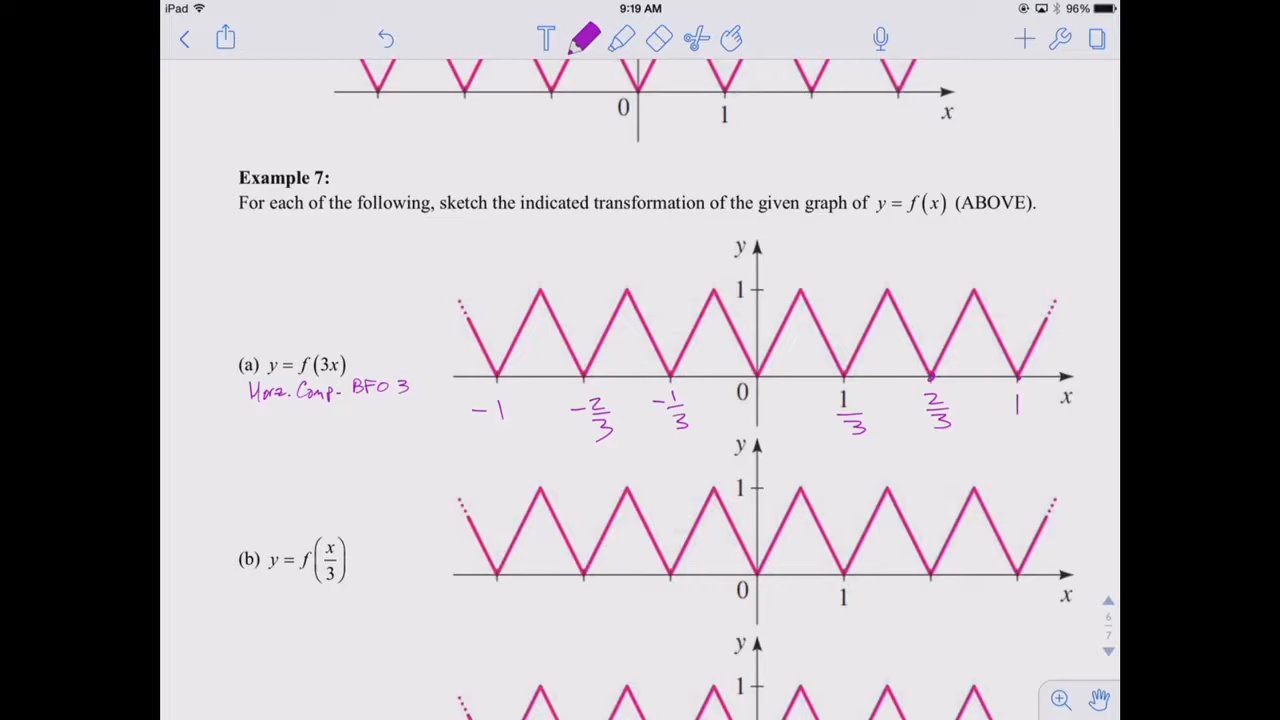 iPad 9:19 AM 96%
T
0 1 x
Example 7:
For each of the following, sketch the indicated transformation of the given graph of y = f(x) (ABOVE).
y
1
(a) y = f(3x)
Horz. Comp. BFO 3
0 x
-1 -2/3 -1/3 1/3 2/3 1
y
1
(b) y = f(x/3)
0 1 x
6/7
y
1